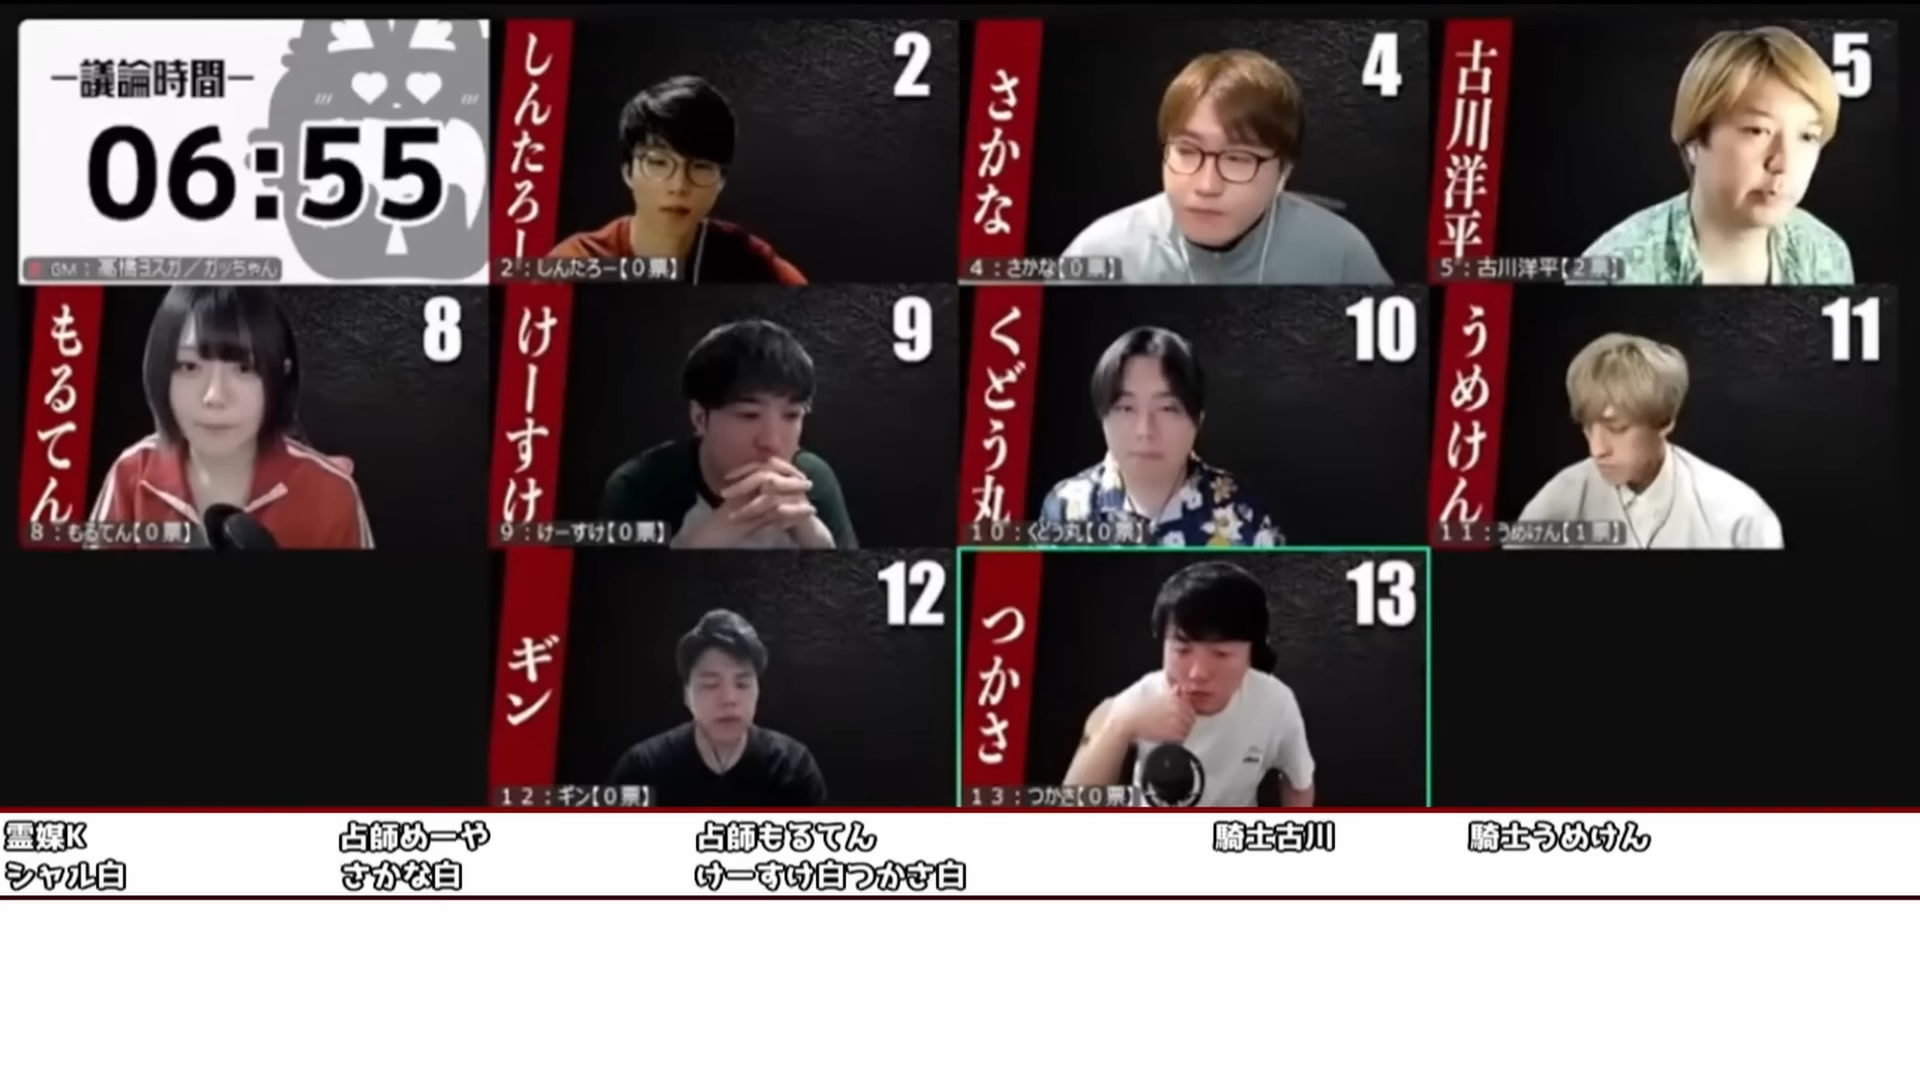 議論時間
06:55
GM：高橋ヨスガ／ガッちゃん
しんたろー
2
2：しんたろー【0票】
さかな
4
4：さかな【0票】
古川洋平
5
5：古川洋平【2票】
もるてん
8
8：もるてん【0票】
けーすけ
9
9：けーすけ【0票】
くどう丸
10
10：くどう丸【0票】
うめけん
11
11：うめけん【1票】
ギン
12
12：ギン【0票】
つかさ
13
13：つかさ【0票】
霊媒K
シャル白
占師めーや
さかな白
占師もるてん
けーすけ白つかさ白
騎士古川
騎士うめけん